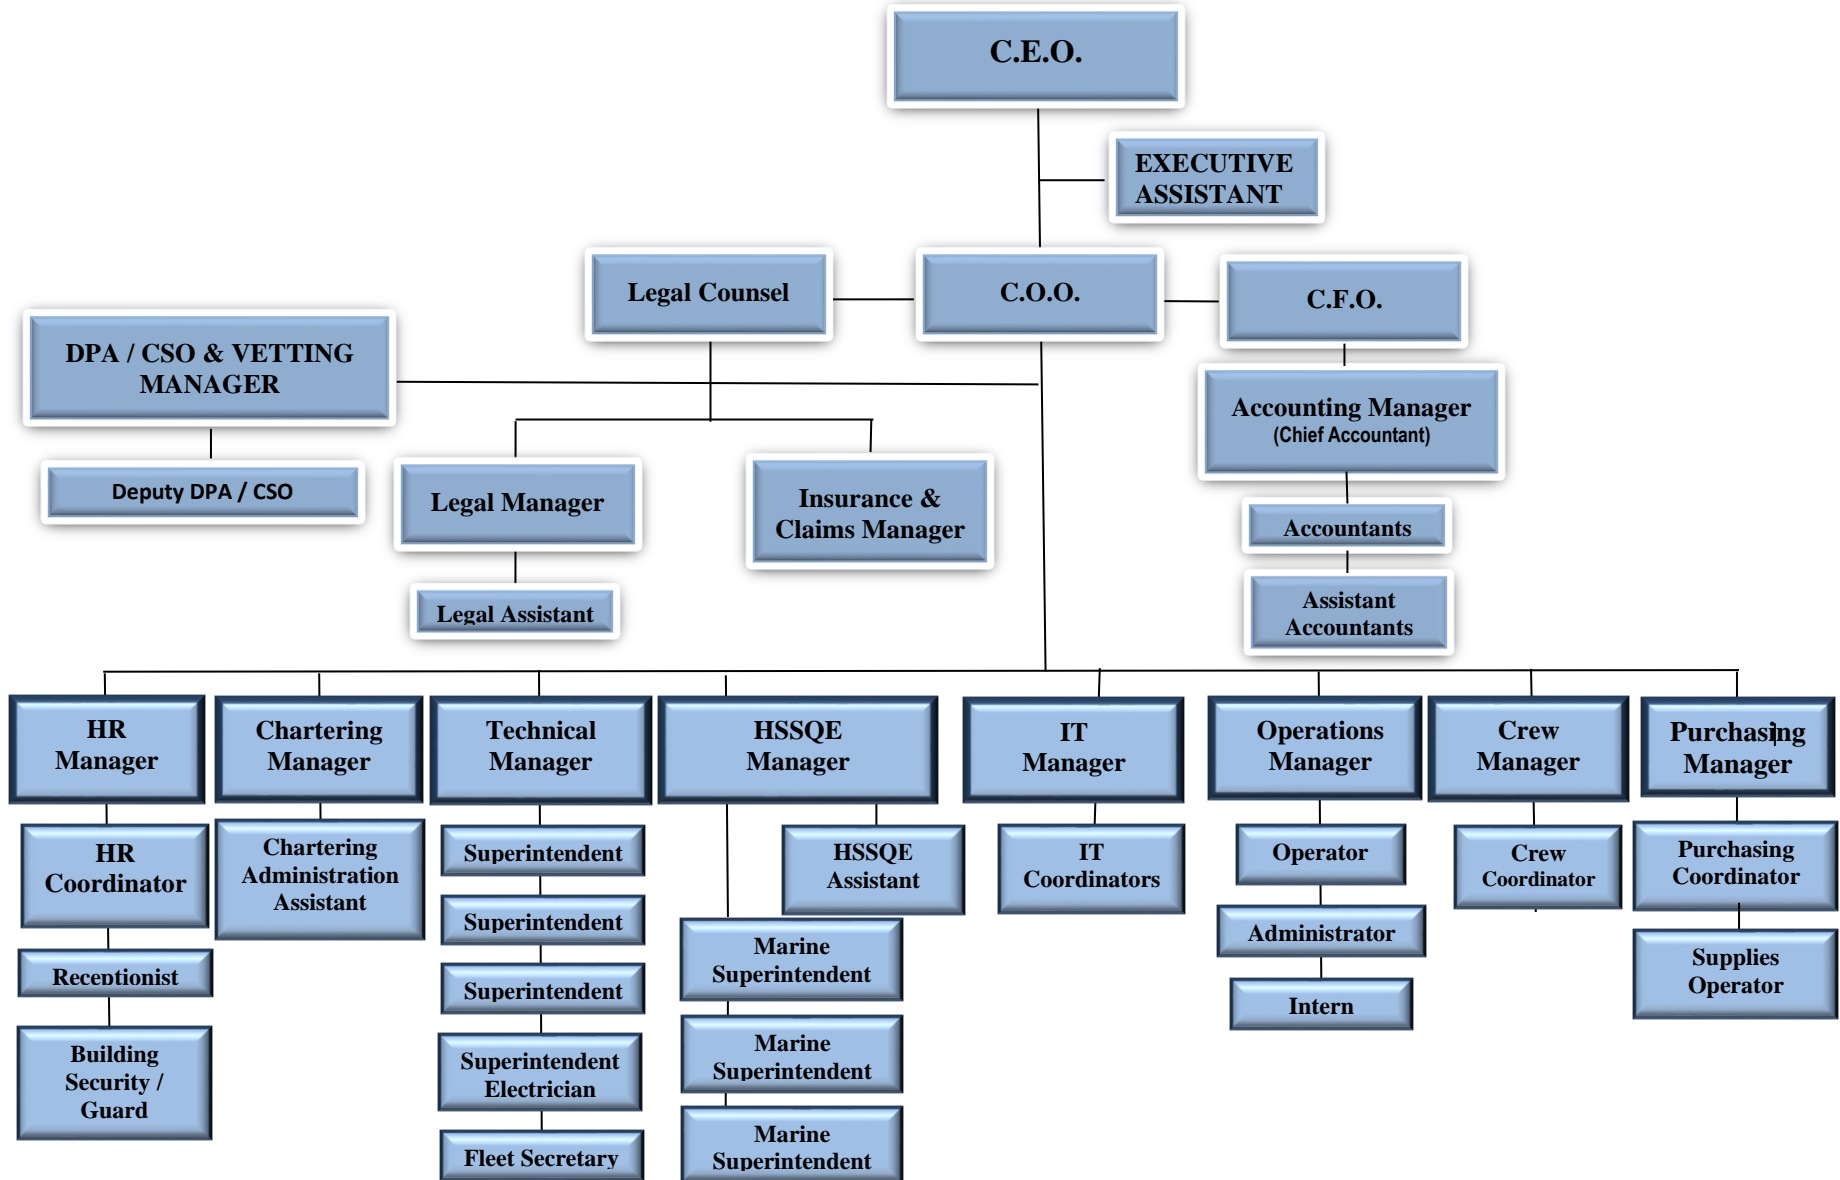 C.E.O.
EXECUTIVE
ASSISTANT
Legal Counsel
C.O.O.
C.F.O.
DPA / CSO & VETTING
MANAGER
Deputy DPA / CSO
Legal Manager
Legal Assistant
Insurance &
Claims Manager
Accounting Manager
(Chief Accountant)
Accountants
Assistant
Accountants
HR
Manager
HR
Coordinator
Receptionist
Building
Security /
Guard
Chartering
Manager
Chartering
Administration
Assistant
Technical
Manager
Superintendent
Superintendent
Superintendent
Superintendent
Electrician
Fleet Secretary
HSSQE
Manager
HSSQE
Assistant
Marine
Superintendent
Marine
Superintendent
Marine
Superintendent
IT
Manager
IT
Coordinators
Operations
Manager
Operator
Administrator
Intern
Crew
Manager
Crew
Coordinator
Purchasing
Manager
Purchasing
Coordinator
Supplies
Operator